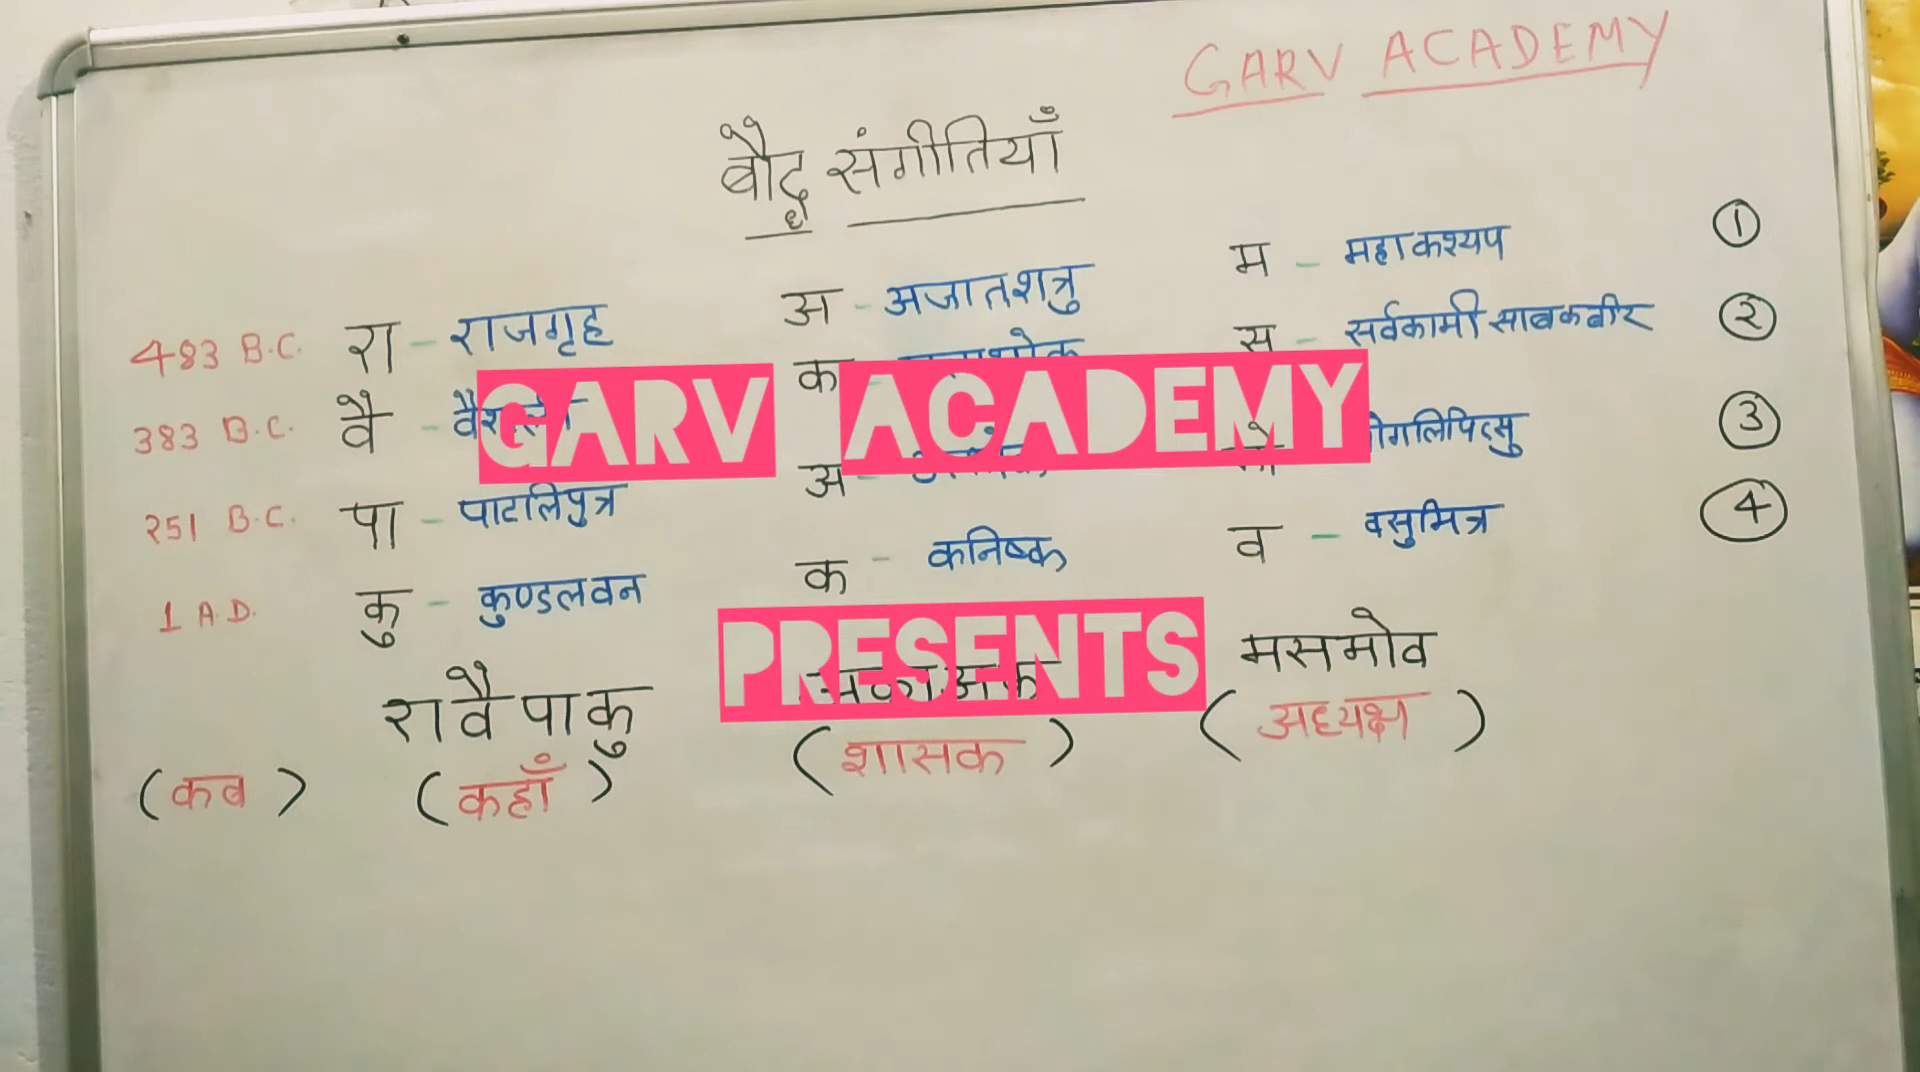 GARV ACADEMY
बौद्ध संगीतियाँ
483 B.C. रा - राजगृह अ - अजातशत्रु म - महाकश्यप 1
383 B.C. वै - क - स - सर्वकामी साबकबीर 2
251 B.C. पा - पाटलिपुत्र अ - 3
1 A.D. कु - कुण्डलवन क - कनिष्क व - वसुमित्र 4
रावैपाकु मसमोव
(कब) (कहाँ) (शासक) (अध्यक्ष)
GARV ACADEMY
PRESENTS